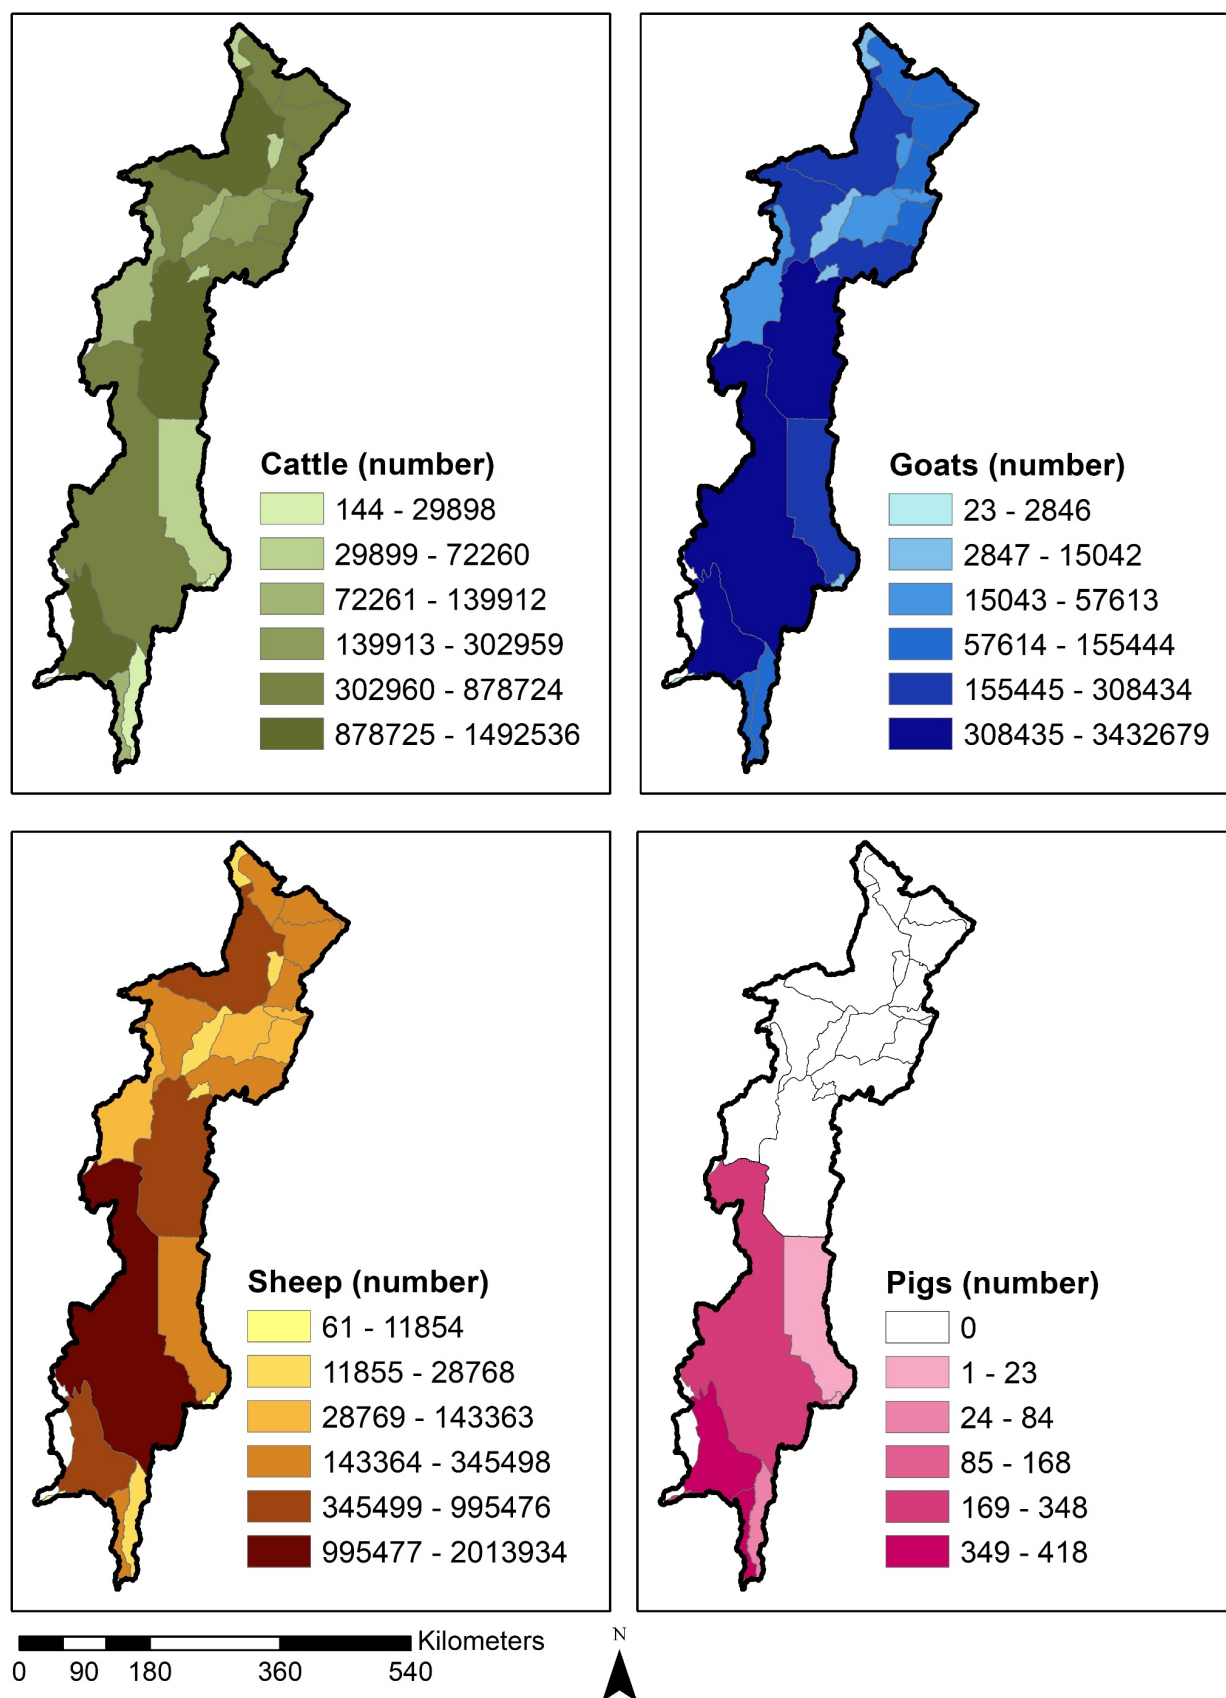 Cattle (number)
144 - 29898
29899 - 72260
72261 - 139912
139913 - 302959
302960 - 878724
878725 - 1492536
Goats (number)
23 - 2846
2847 - 15042
15043 - 57613
57614 - 155444
155445 - 308434
308435 - 3432679
Sheep (number)
61 - 11854
11855 - 28768
28769 - 143363
143364 - 345498
345499 - 995476
995477 - 2013934
Pigs (number)
0
1 - 23
24 - 84
85 - 168
169 - 348
349 - 418
Kilometers
0 90 180 360 540
N